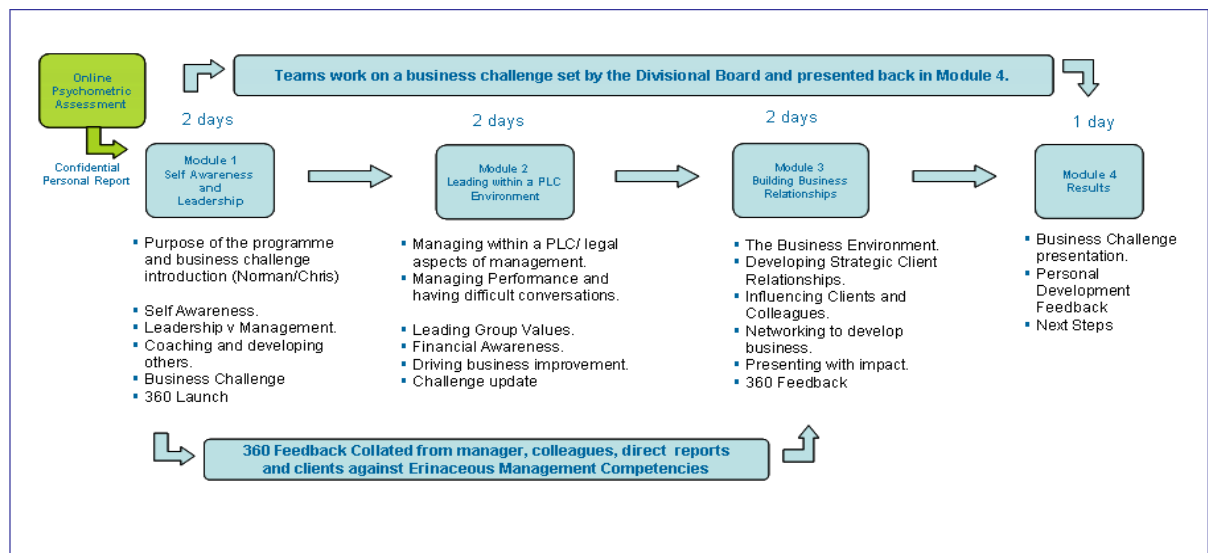 Online
Psychometric
Assessment
Confidential
Personal Report
Teams work on a business challenge set by the Divisional Board and presented back in Module 4.
2 days
Module 1
Self Awareness
and
Leadership
▪ Purpose of the programme
and business challenge
introduction (Norman/Chris)
▪ Self Awareness.
▪ Leadership v Management.
▪ Coaching and developing
others.
▪ Business Challenge
▪ 360 Launch
2 days
Module 2
Leading within a PLC
Environment
▪ Managing within a PLC/ legal
aspects of management.
▪ Managing Performance and
having difficult conversations.
▪ Leading Group Values.
▪ Financial Awareness.
▪ Driving business improvement.
▪ Challenge update
2 days
Module 3
Building Business
Relationships
▪ The Business Environment.
▪ Developing Strategic Client
Relationships.
▪ Influencing Clients and
Colleagues.
▪ Networking to develop
business.
▪ Presenting with impact.
▪ 360 Feedback
1 day
Module 4
Results
▪ Business Challenge
presentation.
▪ Personal
Development
Feedback
▪ Next Steps
360 Feedback Collated from manager, colleagues, direct reports
and clients against Erinaceous Management Competencies